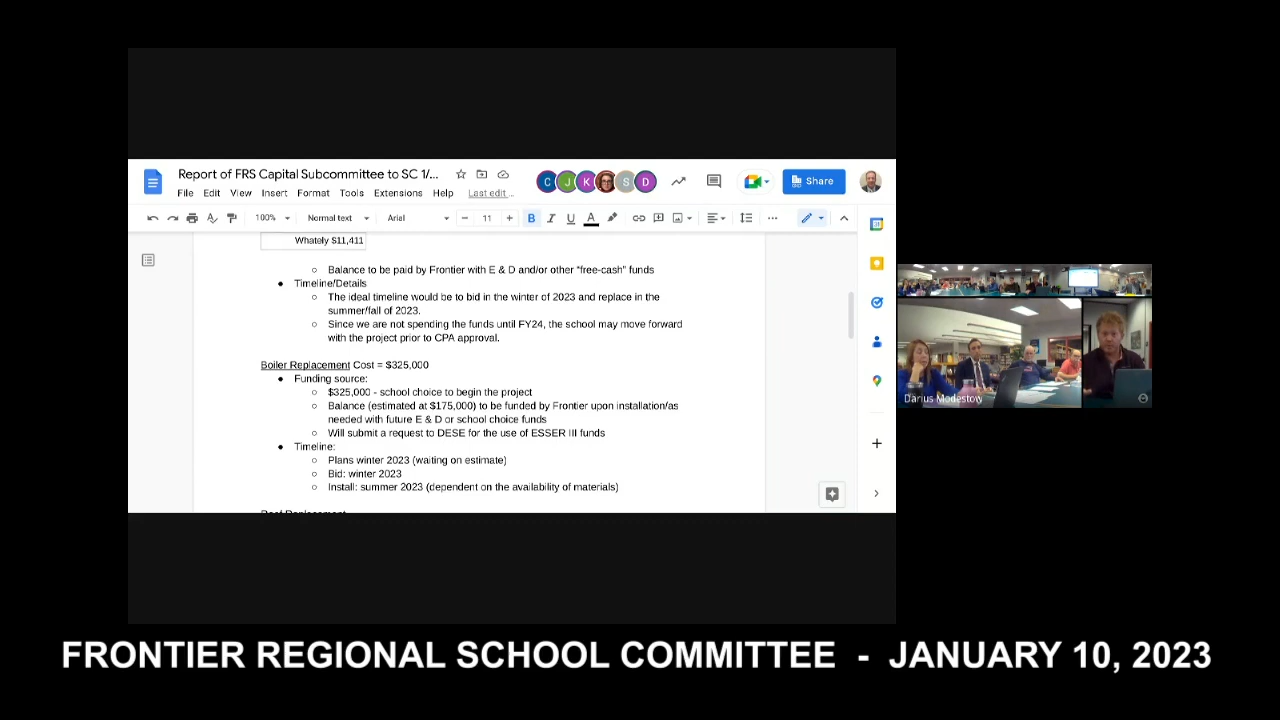 Report of FRS Capital Subcommittee to SC 1/...
C J K S D
Share
File Edit View Insert Format Tools Extensions Help Last edit ...
100% Normal text Arial 11 B I U A
Whately $11,411
○ Balance to be paid by Frontier with E & D and/or other "free-cash" funds
● Timeline/Details
○ The ideal timeline would be to bid in the winter of 2023 and replace in the
summer/fall of 2023.
○ Since we are not spending the funds until FY24, the school may move forward
with the project prior to CPA approval.
Boiler Replacement Cost = $325,000
● Funding source:
○ $325,000 - school choice to begin the project
○ Balance (estimated at $175,000) to be funded by Frontier upon installation/as
needed with future E & D or school choice funds
○ Will submit a request to DESE for the use of ESSER III funds
● Timeline:
○ Plans winter 2023 (waiting on estimate)
○ Bid: winter 2023
○ Install: summer 2023 (dependent on the availability of materials)
Roof Replacement
Darius Modestow
FRONTIER REGIONAL SCHOOL COMMITTEE - JANUARY 10, 2023